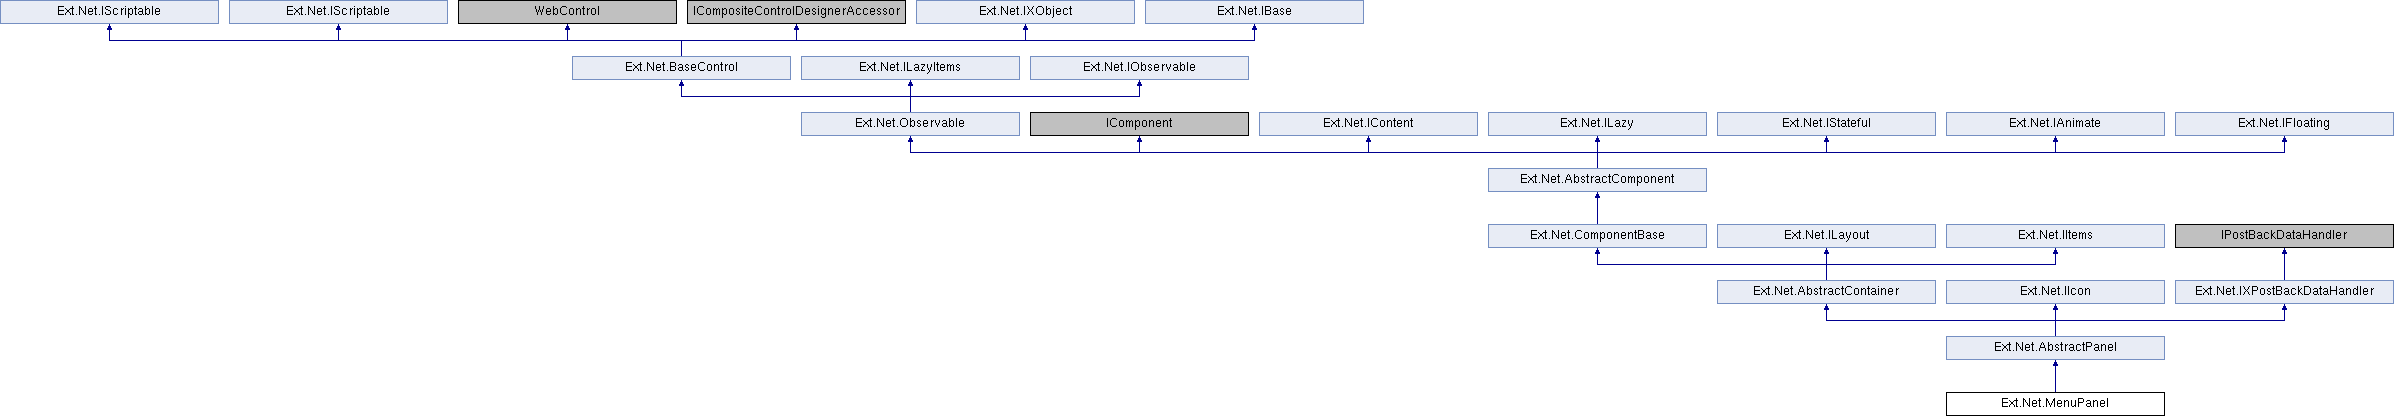 Ext.Net.IScriptable
Ext.Net.IScriptable
WebControl
ICompositeControlDesignerAccessor
Ext.Net.IXObject
Ext.Net.IBase
Ext.Net.BaseControl
Ext.Net.ILazyItems
Ext.Net.IObservable
Ext.Net.Observable
IComponent
Ext.Net.IContent
Ext.Net.ILazy
Ext.Net.IStateful
Ext.Net.IAnimate
Ext.Net.IFloating
Ext.Net.AbstractComponent
Ext.Net.ComponentBase
Ext.Net.ILayout
Ext.Net.IItems
IPostBackDataHandler
Ext.Net.AbstractContainer
Ext.Net.IIcon
Ext.Net.IXPostBackDataHandler
Ext.Net.AbstractPanel
Ext.Net.MenuPanel